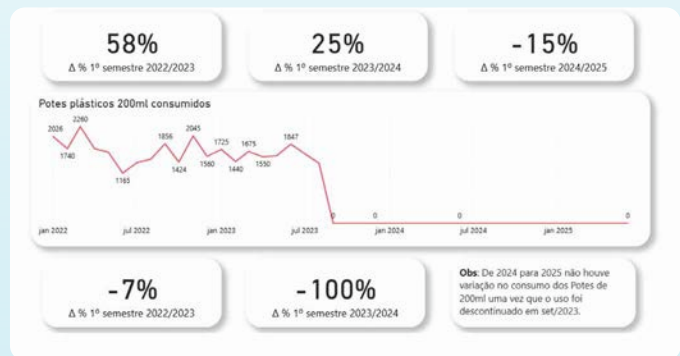 58%
Δ % 1º semestre 2022/2023
25%
Δ % 1º semestre 2023/2024
-15%
Δ % 1º semestre 2024/2025
Potes plásticos 200ml consumidos
2026
1740
2260
1165
1856
1424
2045
1560
1725
1440
1675
1550
1847
0
0
0
0
jan 2022
jul 2022
jan 2023
jul 2023
jan 2024
jul 2024
jan 2025
-7%
Δ % 1º semestre 2022/2023
-100%
Δ % 1º semestre 2023/2024
Obs: De 2024 para 2025 não houve
variação no consumo dos Potes de
200ml uma vez que o uso foi
descontinuado em set/2023.